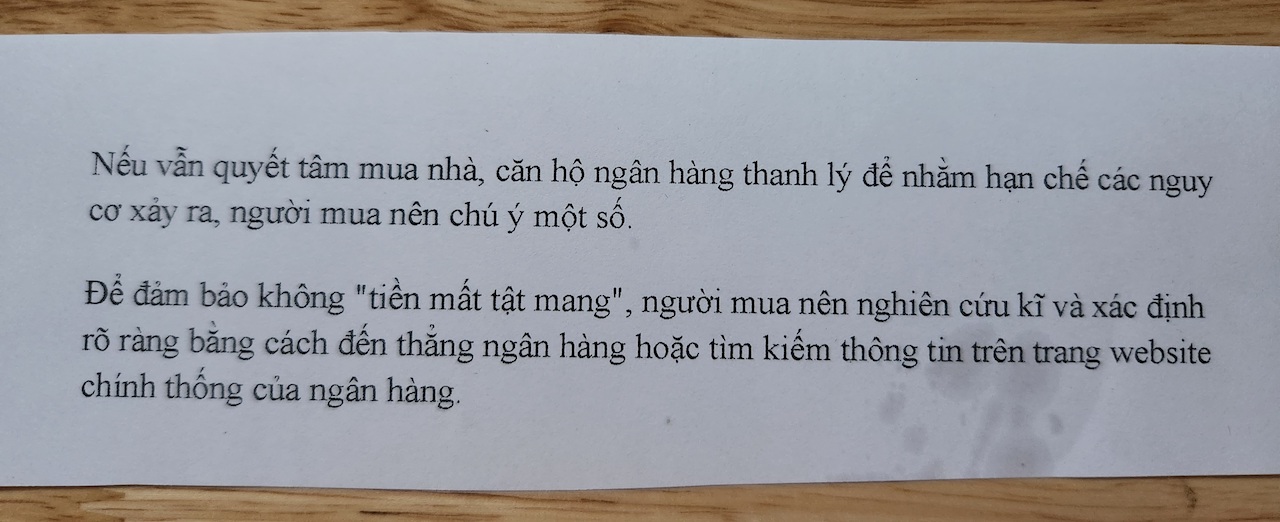 Nếu vẫn quyết tâm mua nhà, căn hộ ngân hàng thanh lý để nhằm hạn chế các nguy
cơ xảy ra, người mua nên chú ý một số.
Để đảm bảo không "tiền mất tật mang", người mua nên nghiên cứu kĩ và xác định
rõ ràng bằng cách đến thẳng ngân hàng hoặc tìm kiếm thông tin trên trang website
chính thống của ngân hàng.